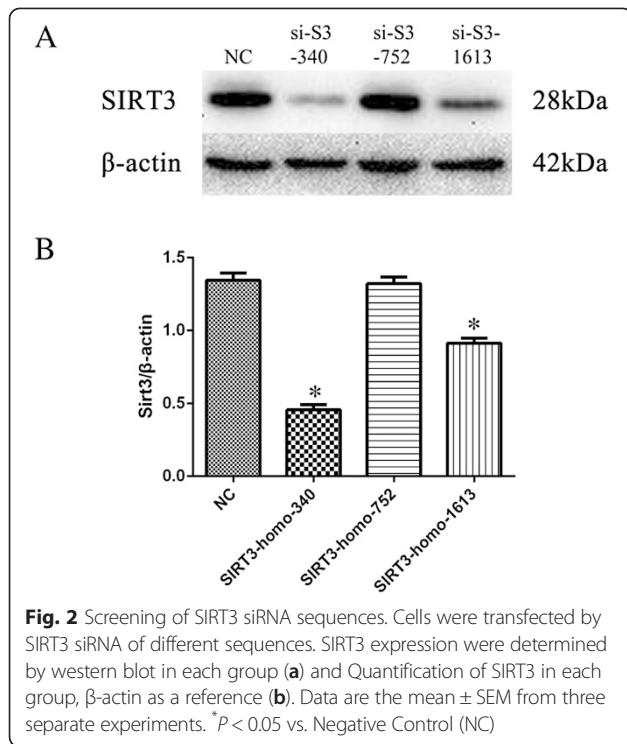 A
NC
si-S3
-340
si-S3
-752
si-S3-
1613
SIRT3
28kDa
β-actin
42kDa
B
Sirt3/β-actin
1.5
1.0
0.5
0.0
*
*
NC
SIRT3-homo-340
SIRT3-homo-752
SIRT3-homo-1613
Fig. 2 Screening of SIRT3 siRNA sequences. Cells were transfected by
SIRT3 siRNA of different sequences. SIRT3 expression were determined
by western blot in each group (a) and Quantification of SIRT3 in each
group, β-actin as a reference (b). Data are the mean ± SEM from three
separate experiments. *P < 0.05 vs. Negative Control (NC)